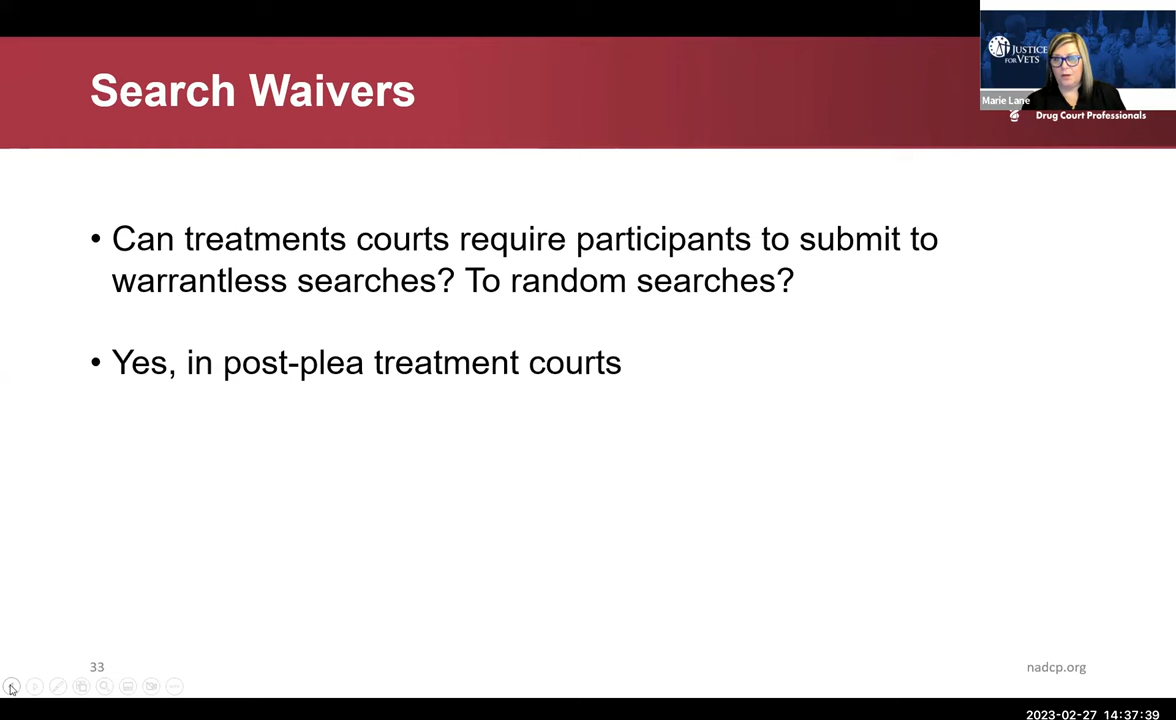 Search Waivers
JUSTICE
FOR VETS
Marie Lane
Drug Court Professionals
• Can treatments courts require participants to submit to
warrantless searches? To random searches?
• Yes, in post-plea treatment courts
33
nadcp.org
2023-02-27 14:37:39